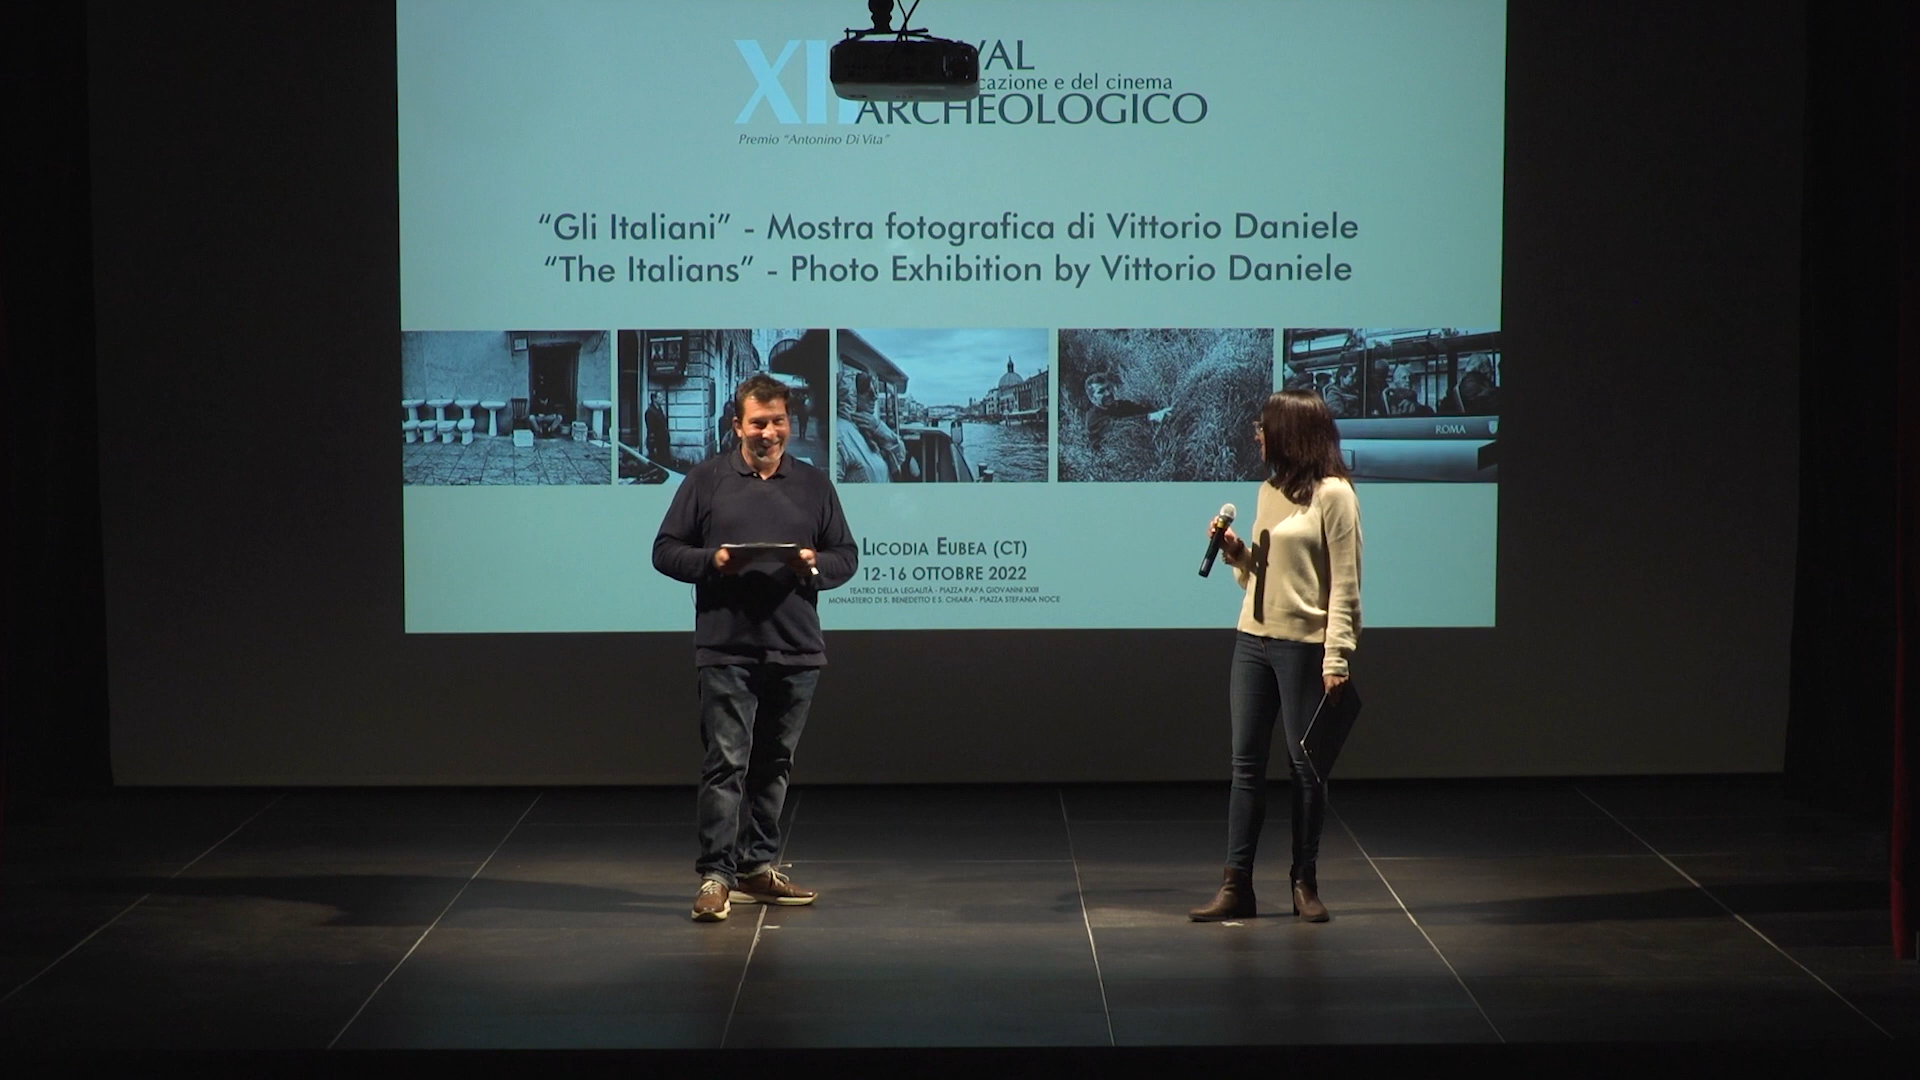 XII
VAL
cazione e del cinema
ARCHEOLOGICO
Premio “Antonino Di Vita”
“Gli Italiani” - Mostra fotografica di Vittorio Daniele
“The Italians” - Photo Exhibition by Vittorio Daniele
ROMA
LICODIA EUBEA (CT)
12-16 OTTOBRE 2022
TEATRO DELLA LEGALITÀ - PIAZZA PAPA GIOVANNI XXIII
MONASTERO DI S. BENEDETTO E S. CHIARA - PIAZZA STEFANIA NOCE